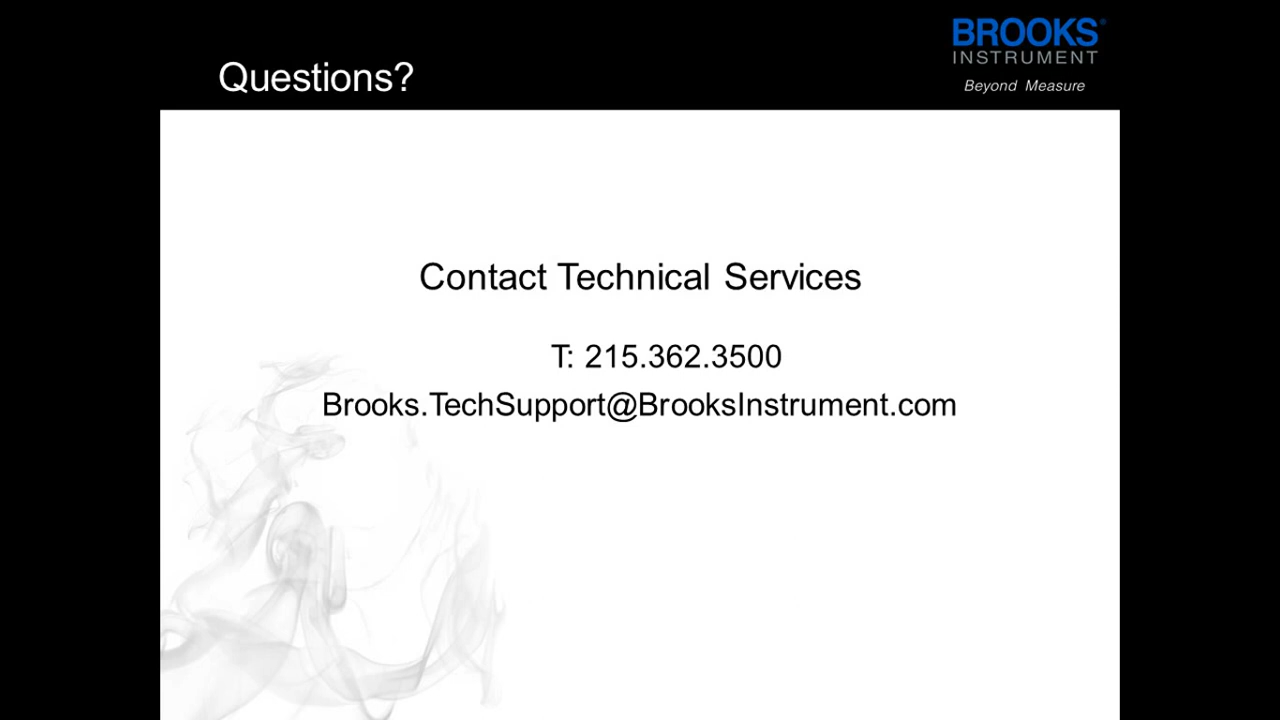 BROOKS®
INSTRUMENT
Beyond Measure
Questions?
Contact Technical Services
T: 215.362.3500
Brooks.TechSupport@BrooksInstrument.com